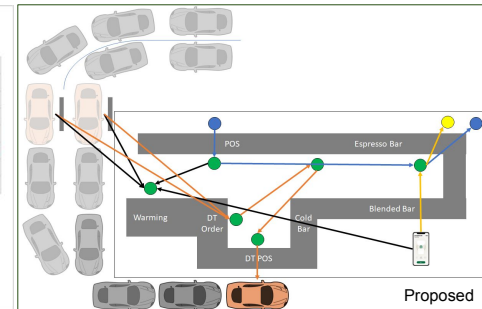 POS
Espresso Bar
Blended Bar
Warming
DT
Order
Cold
Bar
DT POS
Proposed